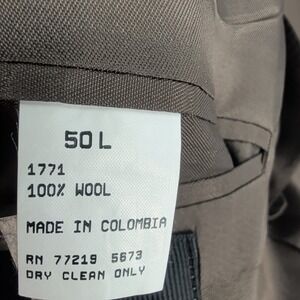 50 L
1771
100% WOOL
MADE IN COLOMBIA
RN 77219 5673
DRY CLEAN ONLY